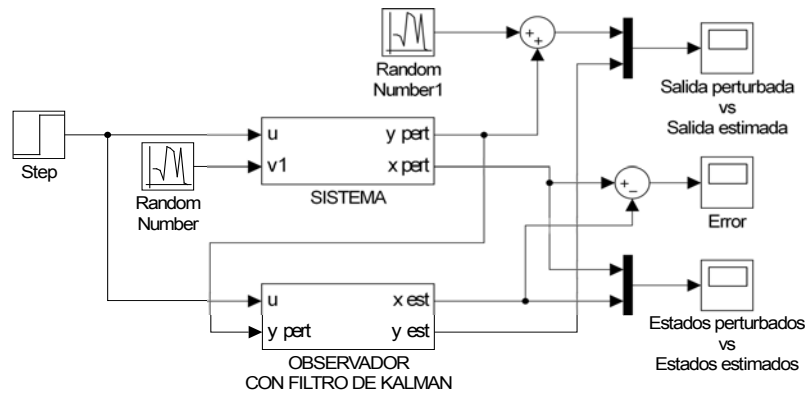 Random
Number1
Salida perturbada
vs
Salida estimada
Step
Random
Number
u
v1
y pert
x pert
SISTEMA
+
+
+
−
Error
u
y pert
x est
y est
OBSERVADOR
CON FILTRO DE KALMAN
Estados perturbados
vs
Estados estimados